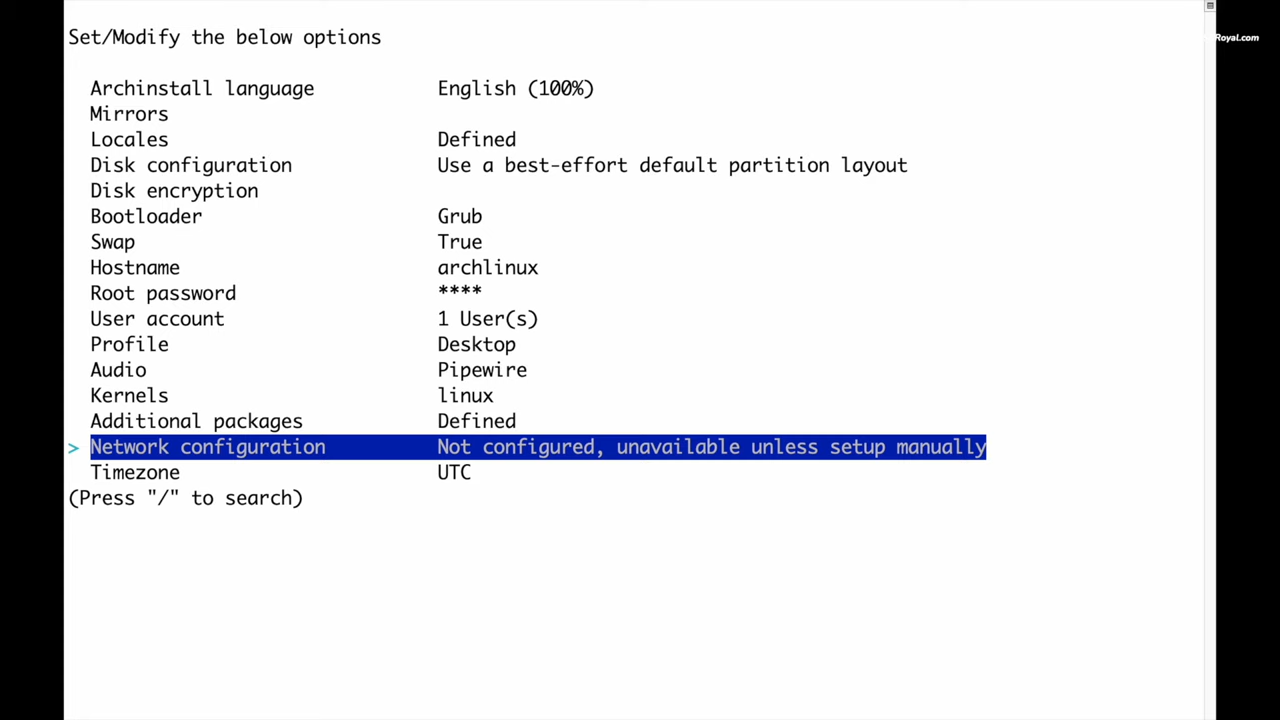 Set/Modify the below options
Royal.com
Archinstall language English (100%)
Mirrors
Locales Defined
Disk configuration Use a best-effort default partition layout
Disk encryption
Bootloader Grub
Swap True
Hostname archlinux
Root password ****
User account 1 User(s)
Profile Desktop
Audio Pipewire
Kernels linux
Additional packages Defined
> Network configuration Not configured, unavailable unless setup manually
Timezone UTC
(Press "/" to search)